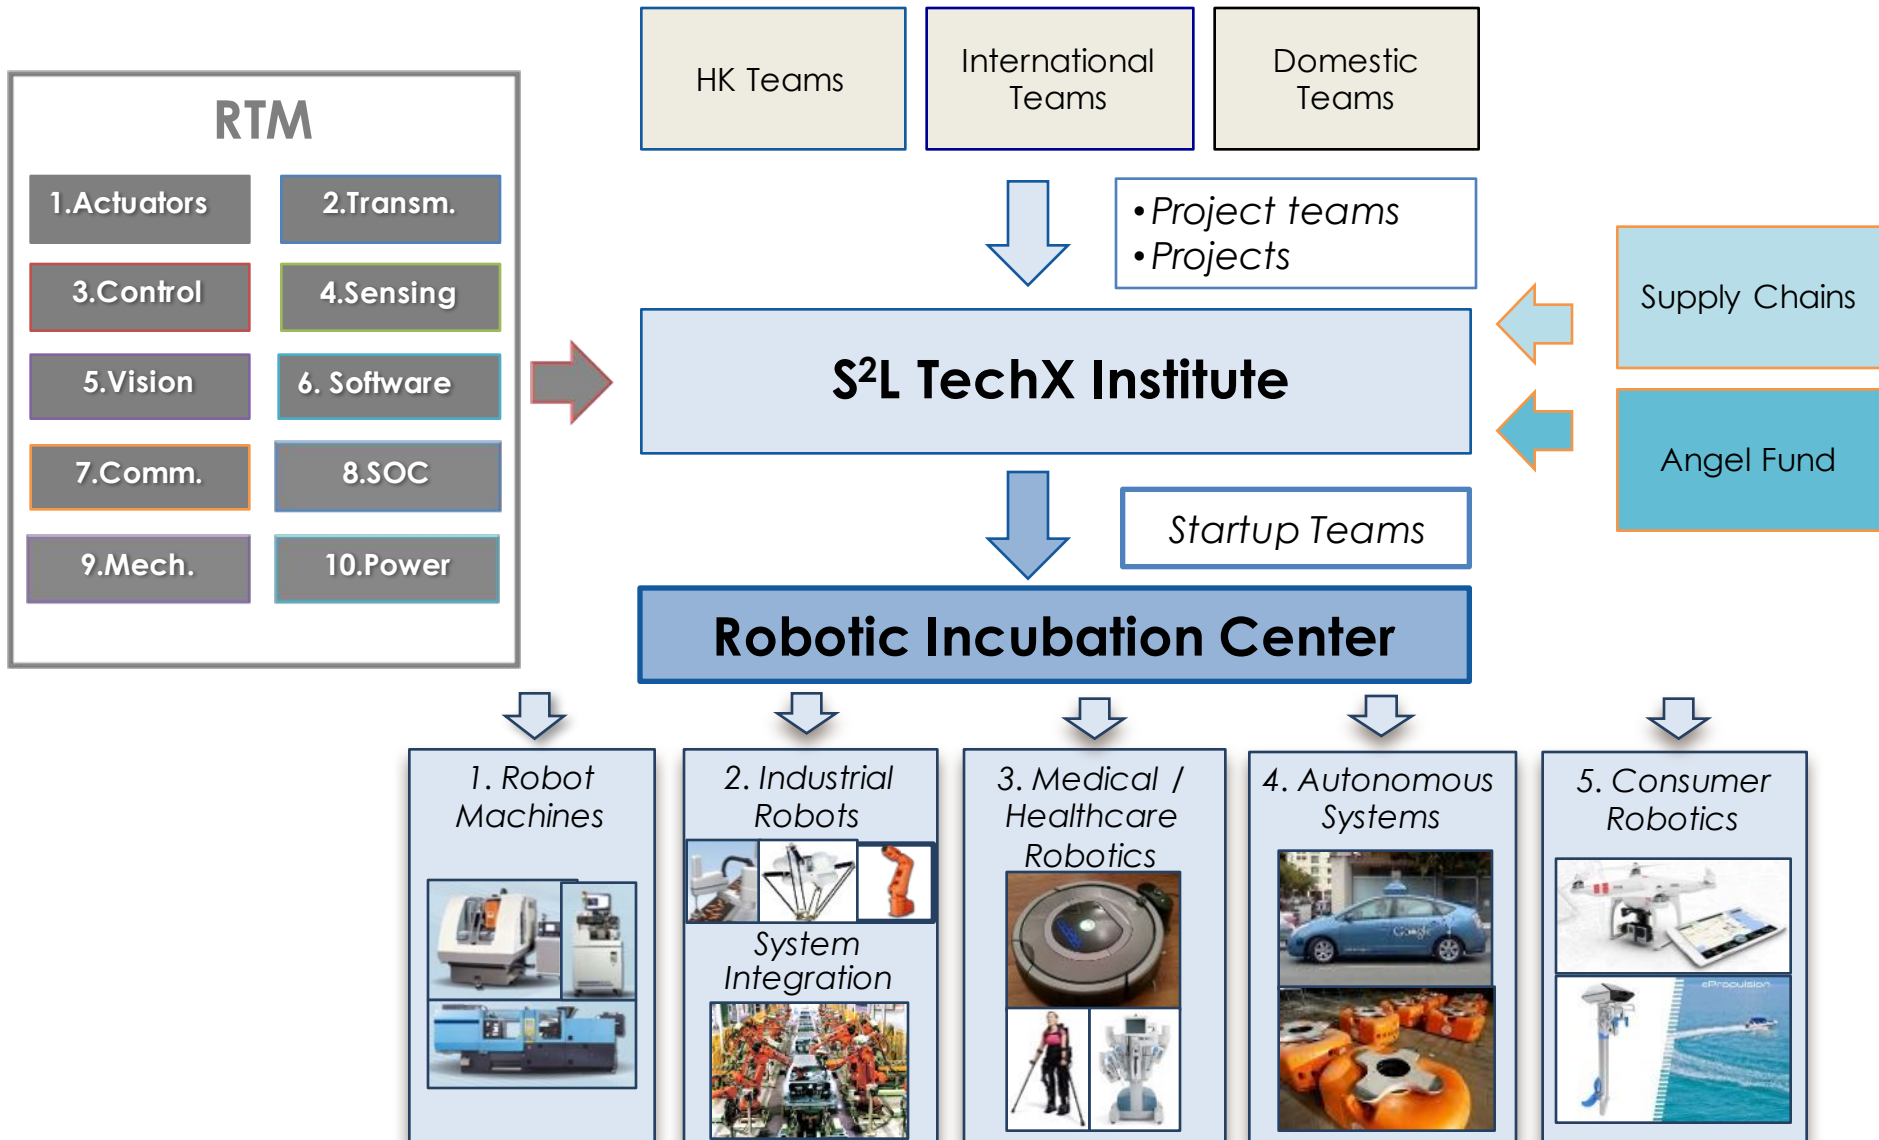 HK Teams
International
Teams
Domestic
Teams
RTM
1.Actuators
2.Transm.
3.Control
4.Sensing
5.Vision
6. Software
7.Comm.
8.SOC
9.Mech.
10.Power
•Project teams
•Projects
Supply Chains
Angel Fund
S²L TechX Institute
Startup Teams
Robotic Incubation Center
1. Robot
Machines
2. Industrial
Robots
System
Integration
3. Medical /
Healthcare
Robotics
4. Autonomous
Systems
Google
5. Consumer
Robotics
ePropulsion